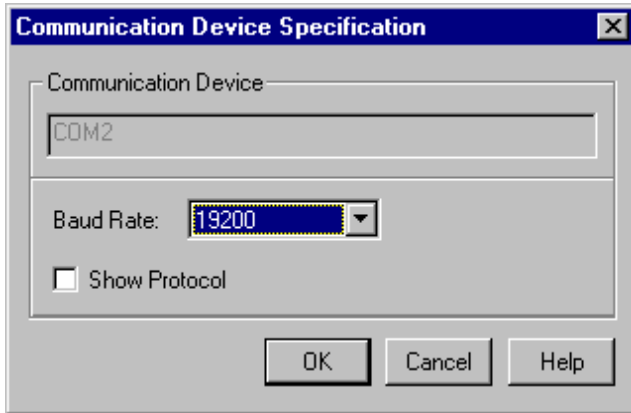 Communication Device Specification
Communication Device
COM2
Baud Rate: 19200
Show Protocol
OK Cancel Help